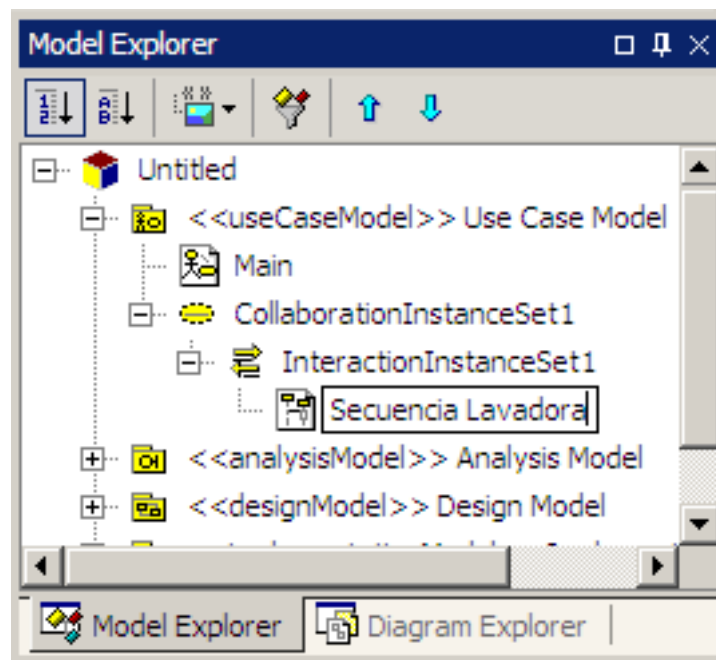 Model Explorer
Untitled
<<useCaseModel>> Use Case Model
Main
CollaborationInstanceSet1
InteractionInstanceSet1
Secuencia Lavadora
<<analysisModel>> Analysis Model
<<designModel>> Design Model
Model Explorer
Diagram Explorer